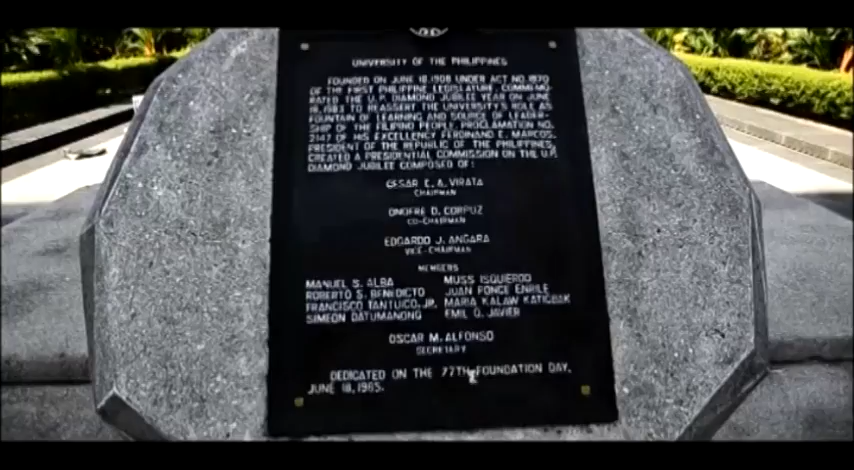 UNIVERSITY OF THE PHILIPPINES
FOUNDED ON JUNE 18, 1908 UNDER ACT NO. 1870
OF THE FIRST PHILIPPINE LEGISLATURE, COMMEMO-
RATED THE U.P. DIAMOND JUBILEE YEAR ON JUNE
18, 1983 TO REASSERT THE UNIVERSITY'S ROLE AS
FOUNTAIN OF LEARNING AND SOURCE OF LEADER-
SHIP OF THE FILIPINO PEOPLE. PROCLAMATION NO.
2147 OF HIS EXCELLENCY FERDINAND E. MARCOS,
PRESIDENT OF THE REPUBLIC OF THE PHILIPPINES,
CREATED A PRESIDENTIAL COMMISSION ON THE U.P.
DIAMOND JUBILEE COMPOSED OF:
CESAR E. A. VIRATA
CHAIRMAN
ONOFRE D. CORPUZ
CO-CHAIRMAN
EDGARDO J. ANGARA
VICE-CHAIRMAN
MEMBERS
MANUEL S. ALBA MUSS IZQUIERDO
ROBERTO S. BENEDICTO JUAN PONCE ENRILE
FRANCISCO TANTUICO, JR. MARIA KALAW KATIGBAK
SIMEON DATUMANONG EMIL Q. JAVIER
OSCAR M. ALFONSO
SECRETARY
DEDICATED ON THE 77TH FOUNDATION DAY,
JUNE 18, 1985.